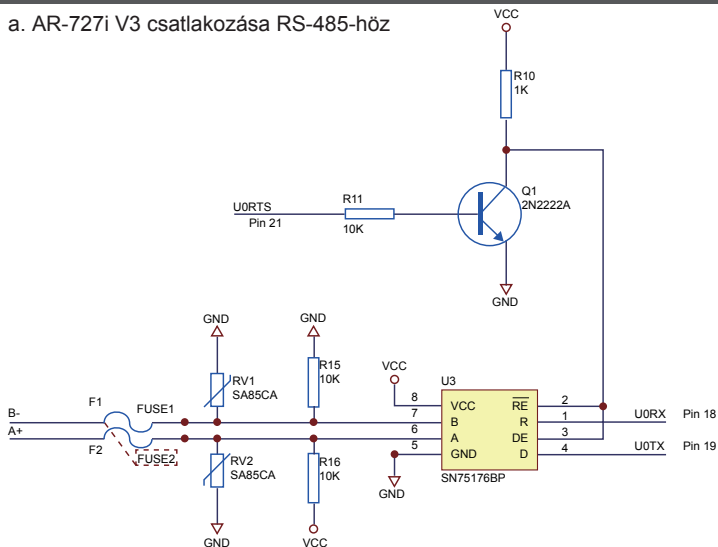 a. AR-727i V3 csatlakozása RS-485-höz
VCC
R10
1K
Q1
2N2222A
U0RTS
Pin 21
R11
10K
GND
GND
GND
RV1
SA85CA
R15
10K
VCC
U3
B-
A+
F1
FUSE1
F2
FUSE2
8
7
6
5
VCC
B
A
GND
RE
R
DE
D
2
1
3
4
U0RX
Pin 18
U0TX
Pin 19
RV2
SA85CA
R16
10K
SN75176BP
GND
GND
VCC